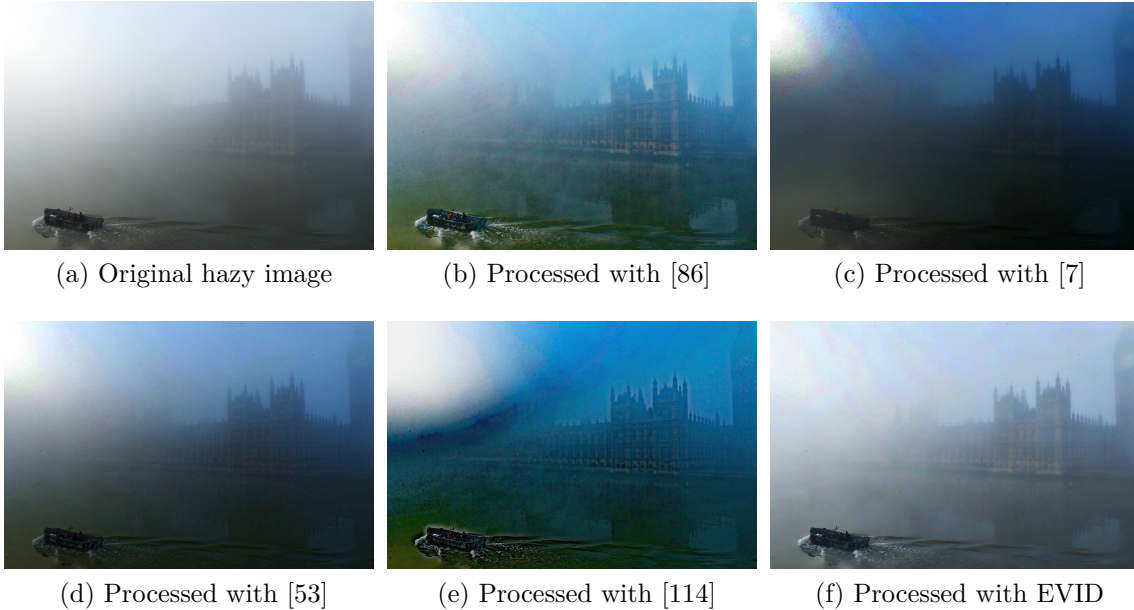 (a) Original hazy image
(b) Processed with [86]
(c) Processed with [7]
(d) Processed with [53]
(e) Processed with [114]
(f) Processed with EVID